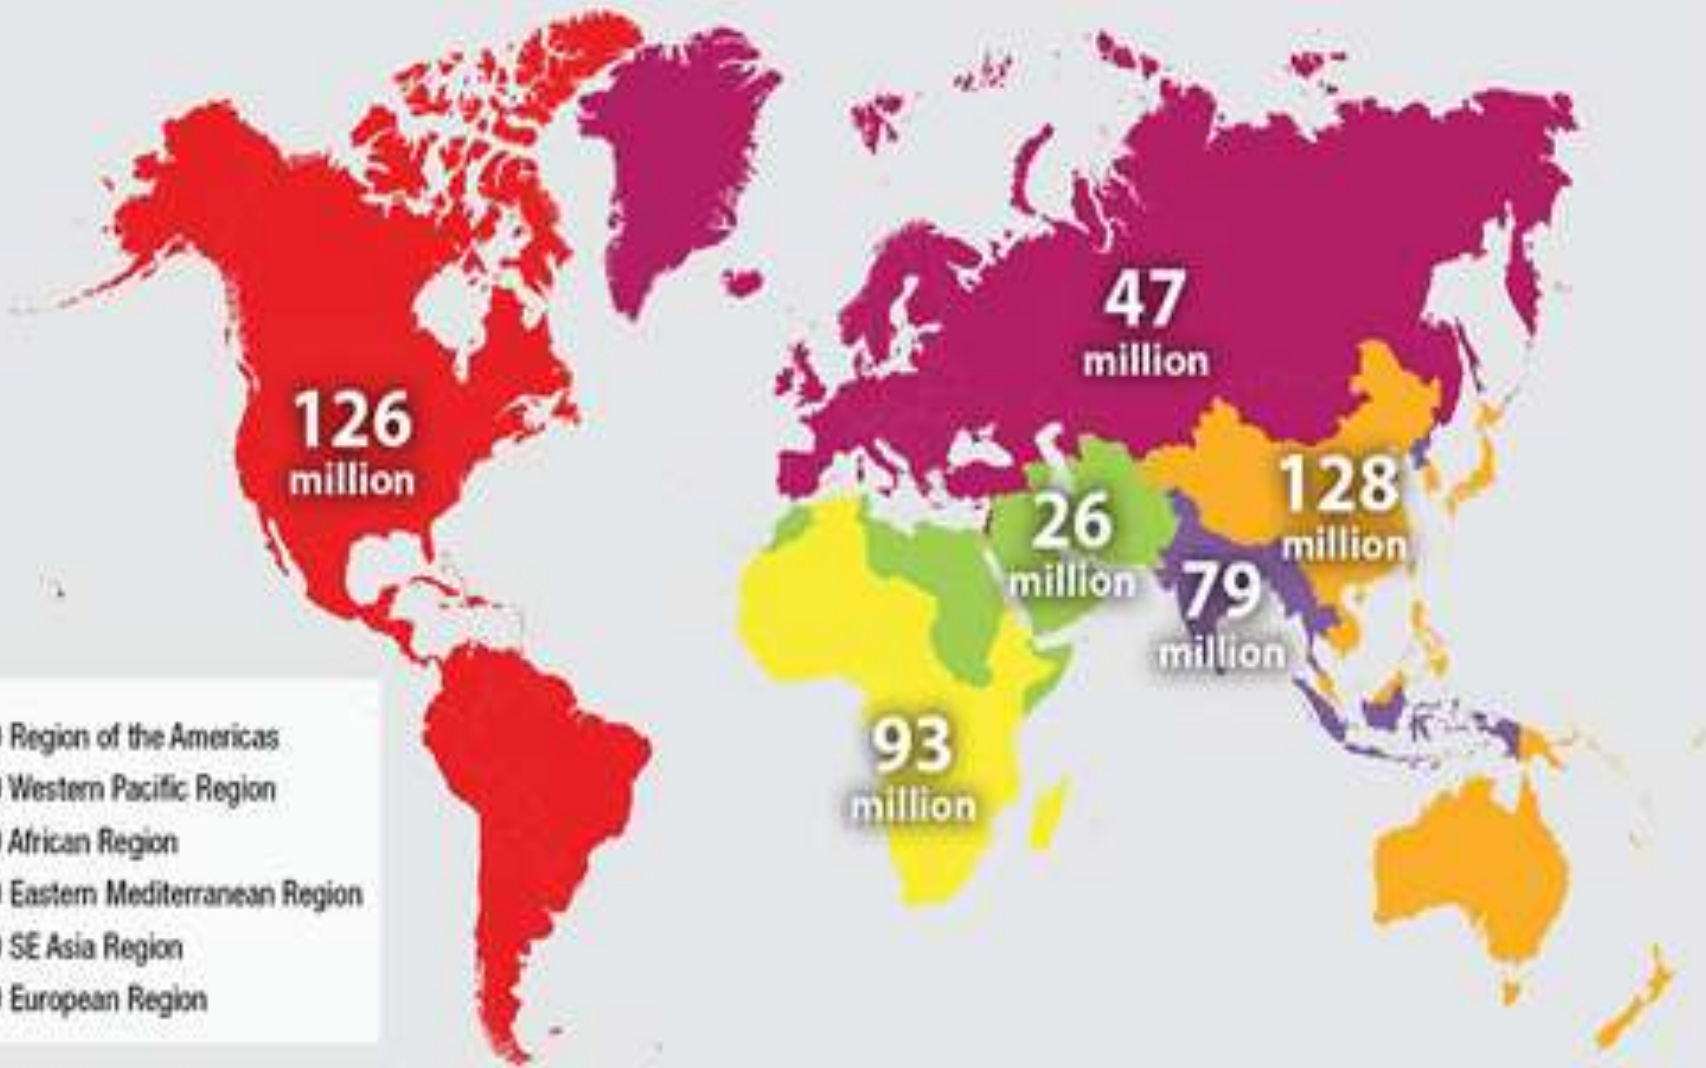 126
million
47
million
128
million
26
million
79
million
93
million
Region of the Americas
Western Pacific Region
African Region
Eastern Mediterranean Region
SE Asia Region
European Region